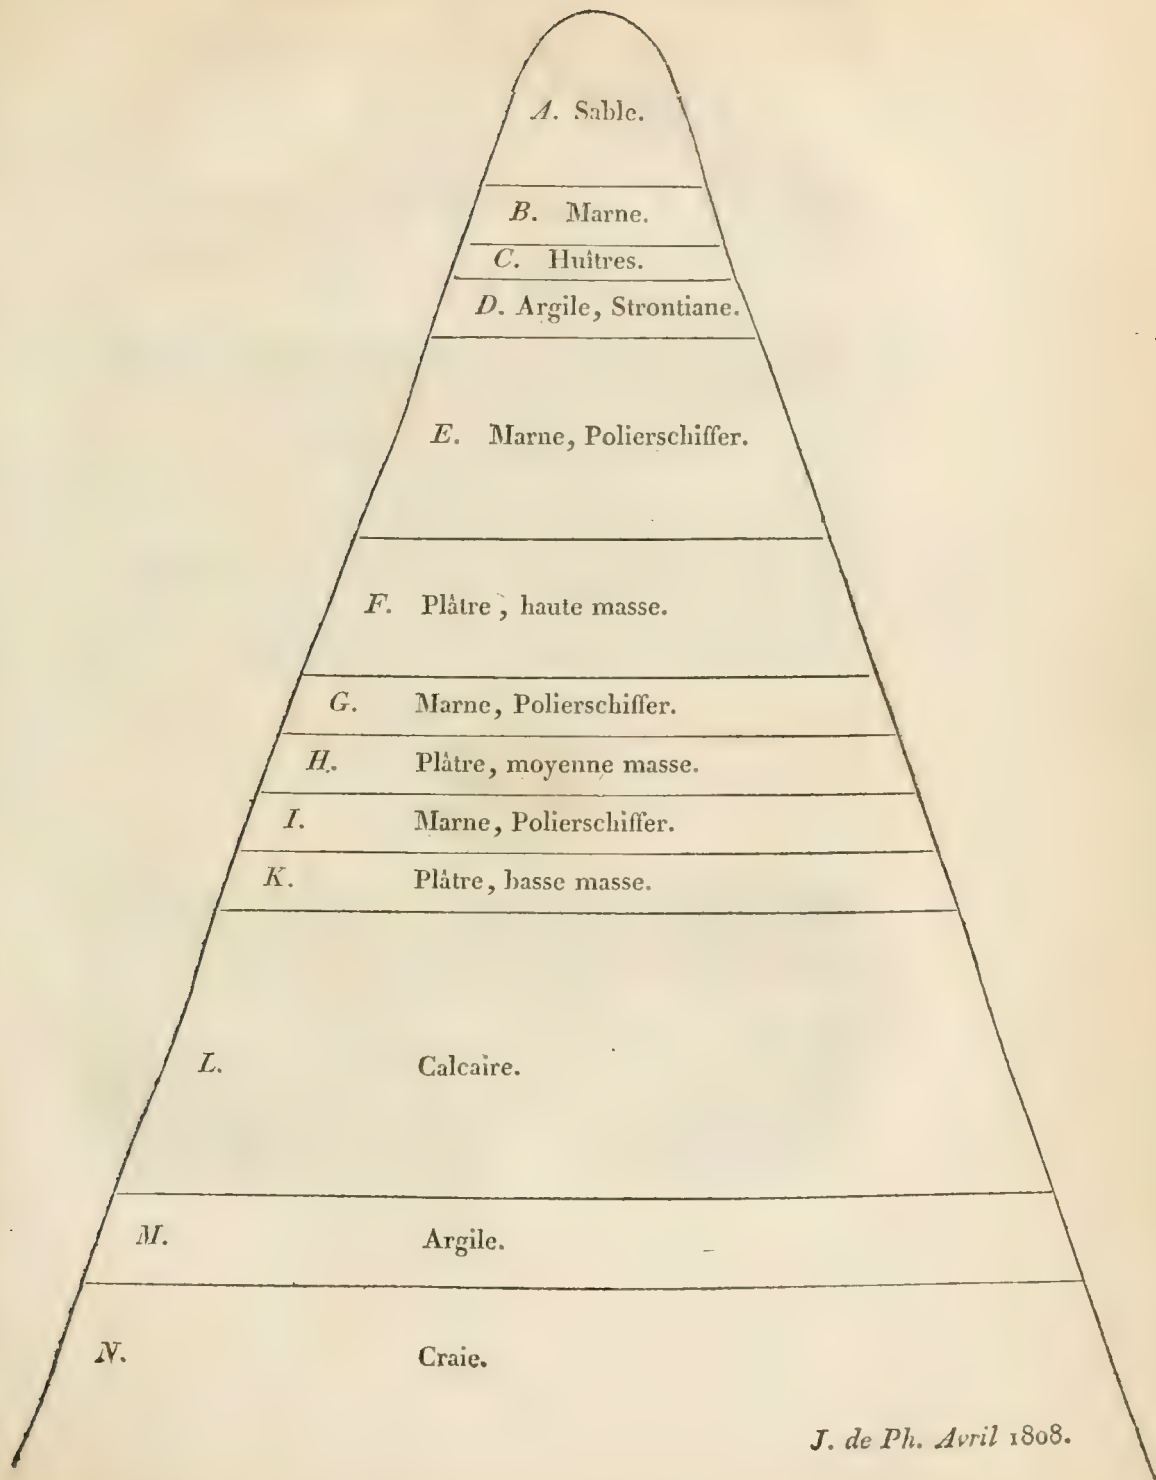 A. Sable.
B. Marne.
C. Huîtres.
D. Argile, Strontiane.
E. Marne, Polierschiffer.
F. Plâtre, haute masse.
G. Marne, Polierschiffer.
H. Plâtre, moyenne masse.
I. Marne, Polierschiffer.
K. Plâtre, basse masse.
L. Calcaire.
M. Argile.
N. Craie.
J. de Ph. Avril 1808.